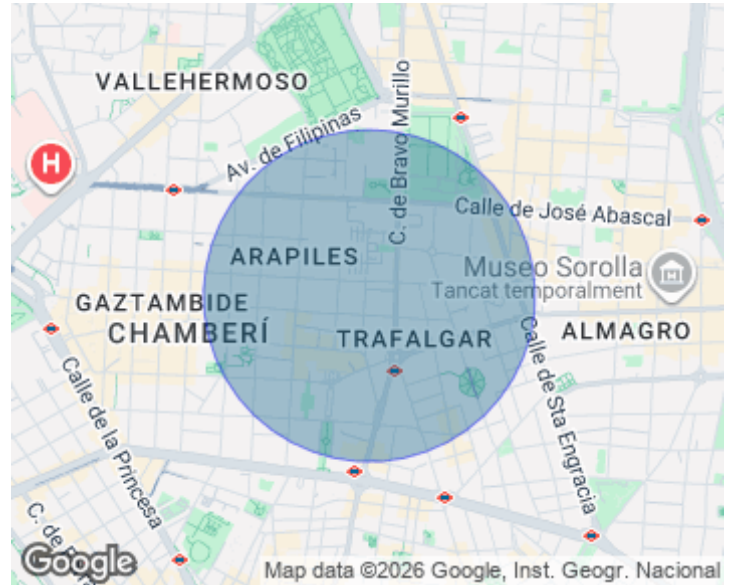 VALLEHERMOSO
C. de Bravo Murillo
Av. de Filipinas
H
Calle de José Abascal
ARAPILES
Museo Sorolla
Tancat temporalment
GAZTAMBIDE
CHAMBERÍ
TRAFALGAR
ALMAGRO
Calle de la Princesa
Calle de Sta Engracia
C. de
Google
Map data ©2026 Google, Inst. Geogr. Nacional